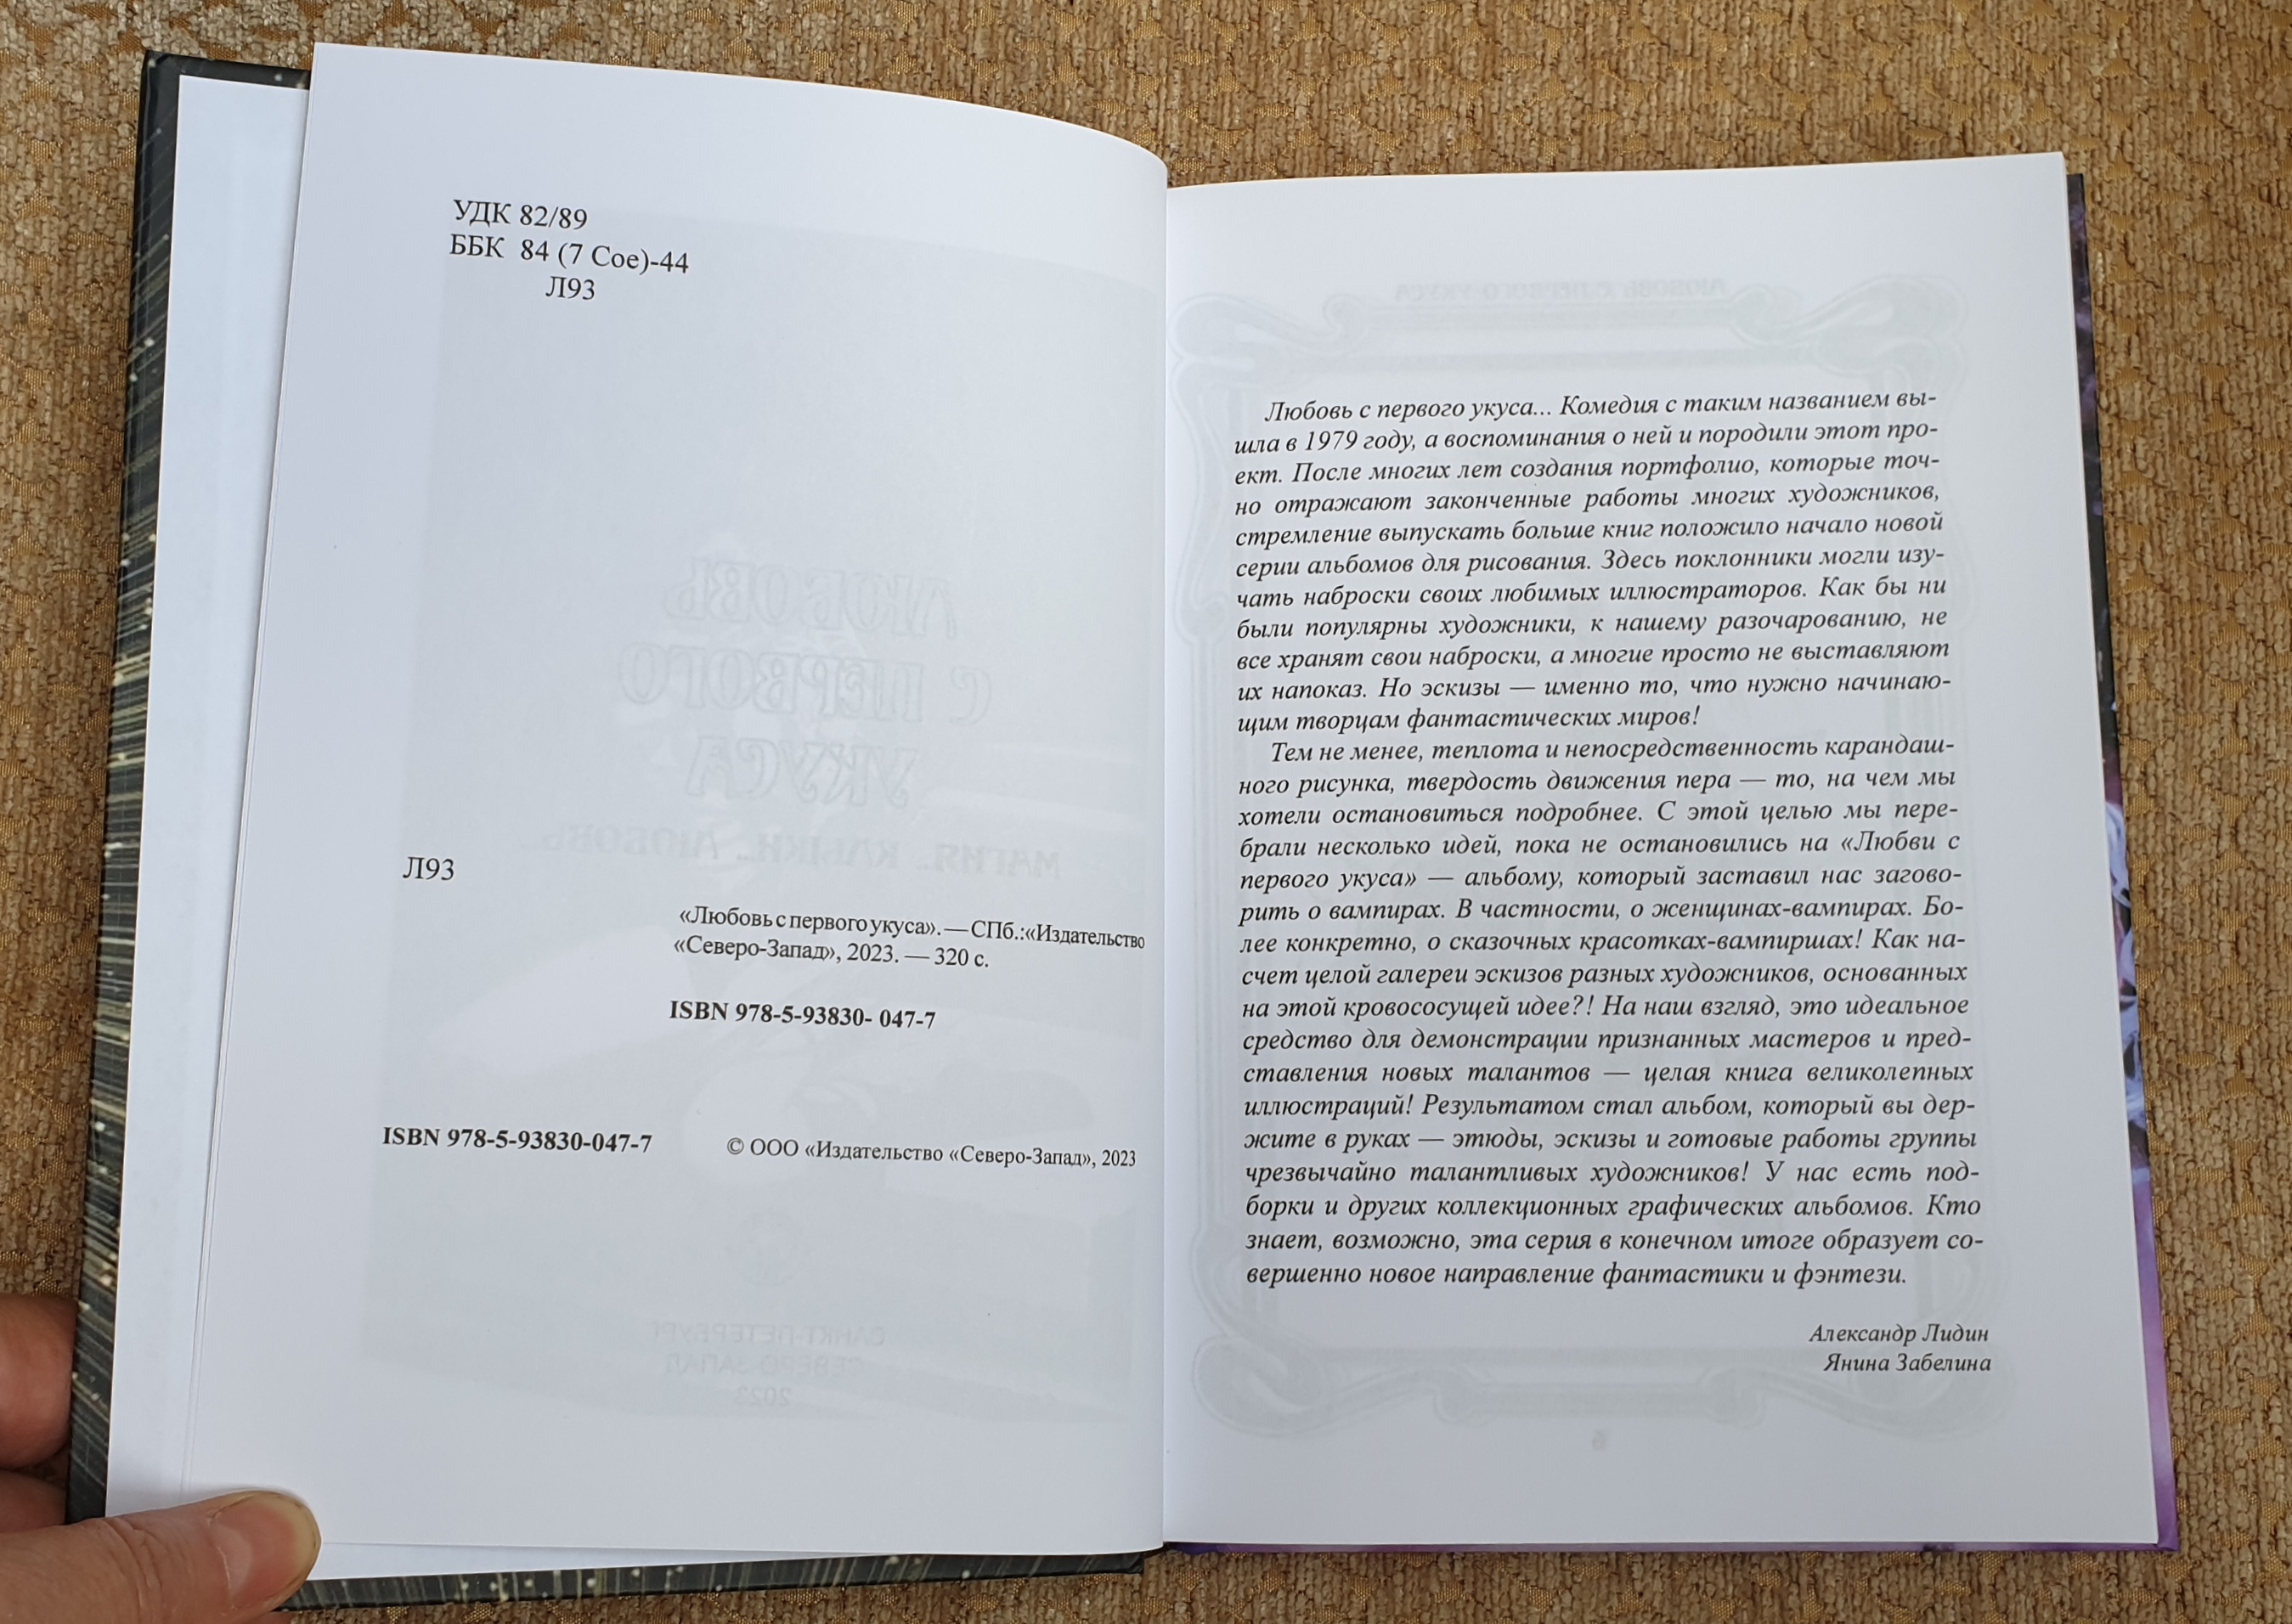 УДК 82/89
ББК 84 (7 Сое)-44
Л93
Л93
«Любовь с первого укуса». — СПб.:«Издательство
«Северо-Запад», 2023. — 320 с.
ISBN 978-5-93830- 047-7
ISBN 978-5-93830-047-7
© ООО «Издательство «Северо-Запад», 2023
Любовь с первого укуса... Комедия с таким названием вы-
шла в 1979 году, а воспоминания о ней и породили этот про-
ект. После многих лет создания портфолио, которые точ-
но отражают законченные работы многих художников,
стремление выпускать больше книг положило начало новой
серии альбомов для рисования. Здесь поклонники могли изу-
чать наброски своих любимых иллюстраторов. Как бы ни
были популярны художники, к нашему разочарованию, не
все хранят свои наброски, а многие просто не выставляют
их напоказ. Но эскизы — именно то, что нужно начинаю-
щим творцам фантастических миров!
Тем не менее, теплота и непосредственность карандаш-
ного рисунка, твердость движения пера — то, на чем мы
хотели остановиться подробнее. С этой целью мы пере-
брали несколько идей, пока не остановились на «Любви с
первого укуса» — альбому, который заставил нас загово-
рить о вампирах. В частности, о женщинах-вампирах. Бо-
лее конкретно, о сказочных красотках-вампиршах! Как на-
счет целой галереи эскизов разных художников, основанных
на этой кровососущей идее?! На наш взгляд, это идеальное
средство для демонстрации признанных мастеров и пред-
ставления новых талантов — целая книга великолепных
иллюстраций! Результатом стал альбом, который вы дер-
жите в руках — этюды, эскизы и готовые работы группы
чрезвычайно талантливых художников! У нас есть под-
борки и других коллекционных графических альбомов. Кто
знает, возможно, эта серия в конечном итоге образует со-
вершенно новое направление фантастики и фэнтези.
Александр Лидин
Янина Забелина